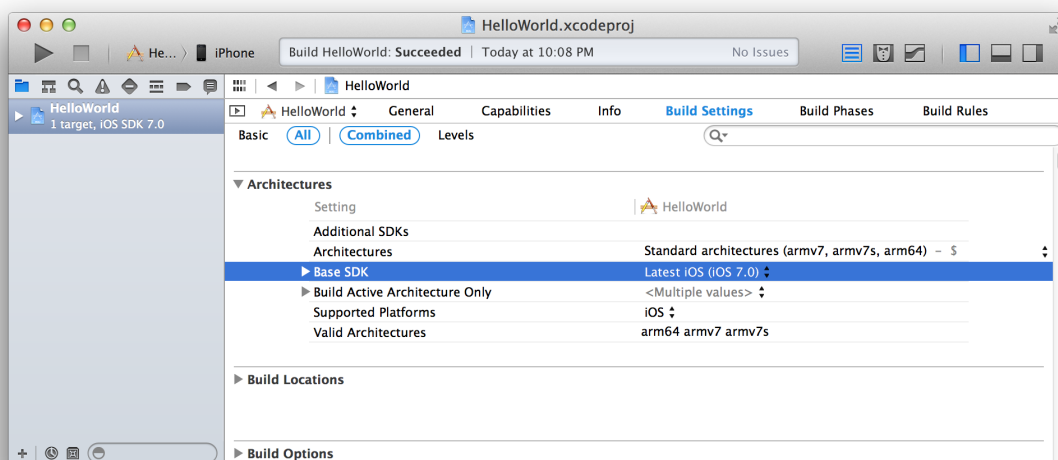 HelloWorld.xcodeproj
He... iPhone
Build HelloWorld: Succeeded | Today at 10:08 PM No Issues
HelloWorld
HelloWorld
1 target, iOS SDK 7.0
HelloWorld General Capabilities Info Build Settings Build Phases Build Rules
Basic All Combined Levels
Architectures
Setting HelloWorld
Additional SDKs
Architectures Standard architectures (armv7, armv7s, arm64) – $
Base SDK Latest iOS (iOS 7.0)
Build Active Architecture Only <Multiple values>
Supported Platforms iOS
Valid Architectures arm64 armv7 armv7s
Build Locations
Build Options